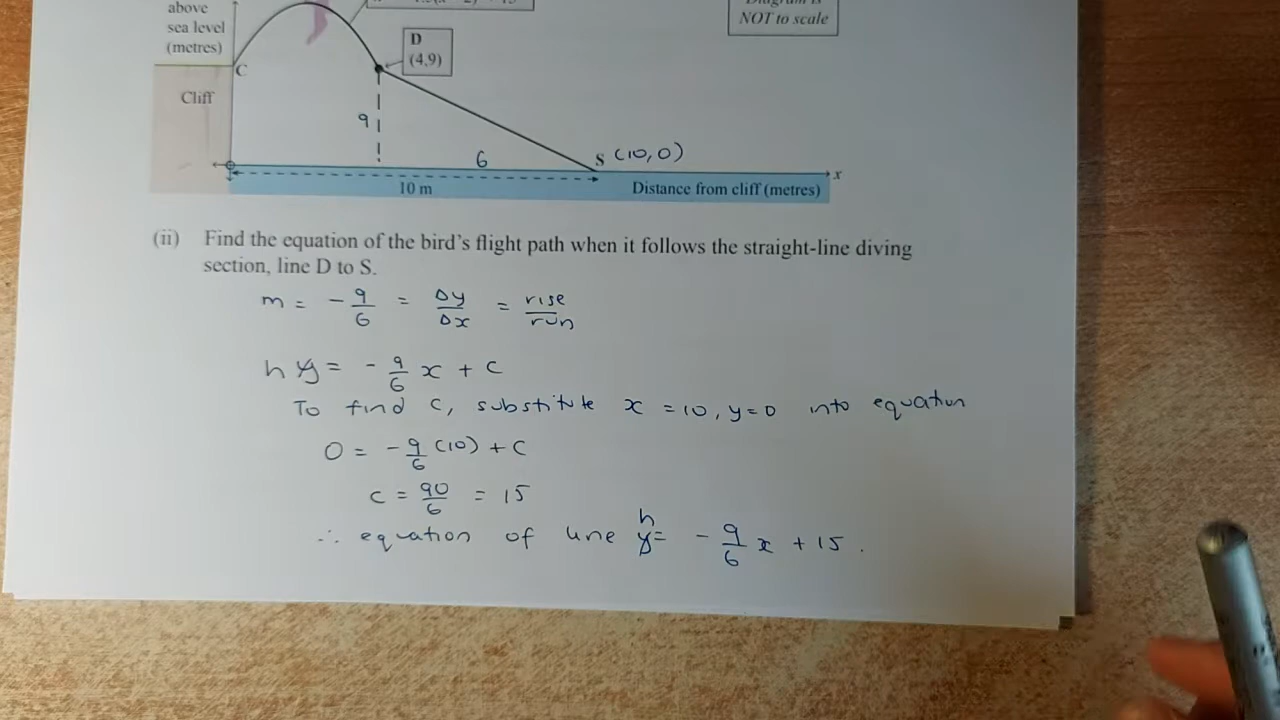 above
sea level
(metres)
NOT to scale
D
(4,9)
C
Cliff
9
6
S (10,0)
x
10 m
Distance from cliff (metres)
(ii) Find the equation of the bird's flight path when it follows the straight-line diving
section, line D to S.
m = - 9/6 = Δy/Δx = rise/run
h y = - 9/6 x + c
To find c, substitute x = 10, y = 0 into equation
0 = - 9/6 (10) + c
c = 90/6 = 15
∴ equation of line h y = - 9/6 x + 15 .